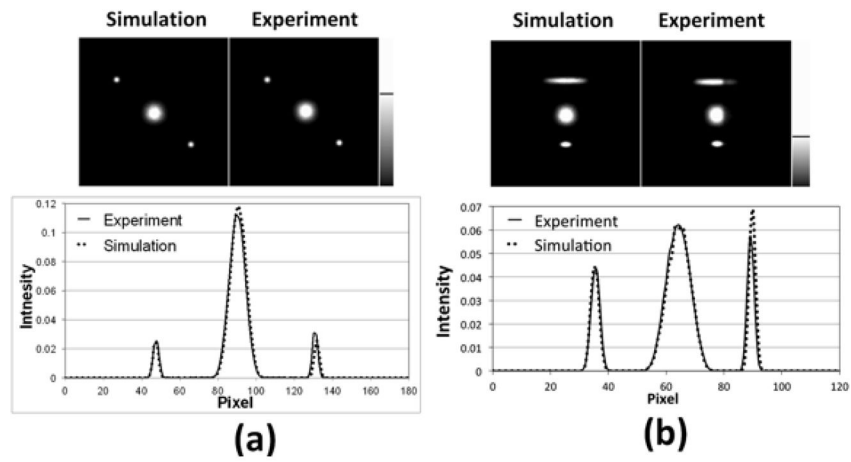 Simulation Experiment
Intnesity
0.12
0.1
0.08
0.06
0.04
0.02
0
Experiment
Simulation
0 20 40 60 80 100 120 140 160 180
Pixel
(a)
Simulation Experiment
Intensity
0.07
0.06
0.05
0.04
0.03
0.02
0.01
0
Experiment
Simulation
0 20 40 60 80 100 120
Pixel
(b)